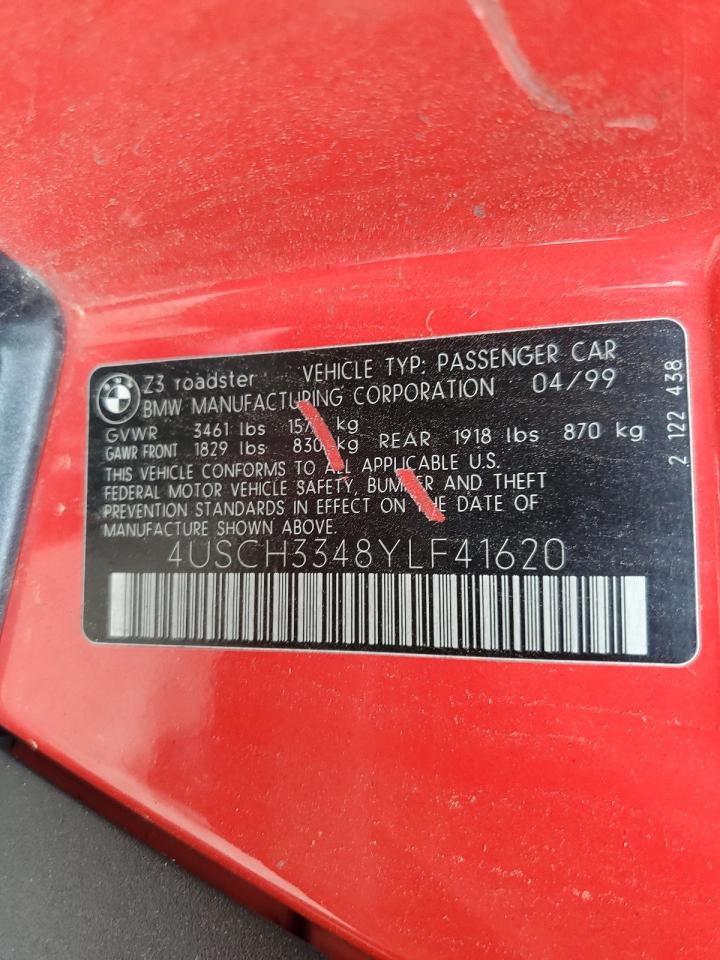 Z3 roadster VEHICLE TYP: PASSENGER CAR
BMW MANUFACTURING CORPORATION 04/99
GVWR 3461 lbs kg
GAWR FRONT 1829 lbs 830 kg REAR 1918 lbs 870 kg
THIS VEHICLE CONFORMS TO ALL APPLICABLE U.S.
FEDERAL MOTOR VEHICLE SAFETY, BUMPER AND THEFT
PREVENTION STANDARDS IN EFFECT ON THE DATE OF
MANUFACTURE SHOWN ABOVE.
4USCH3348YLF41620
2 122 438